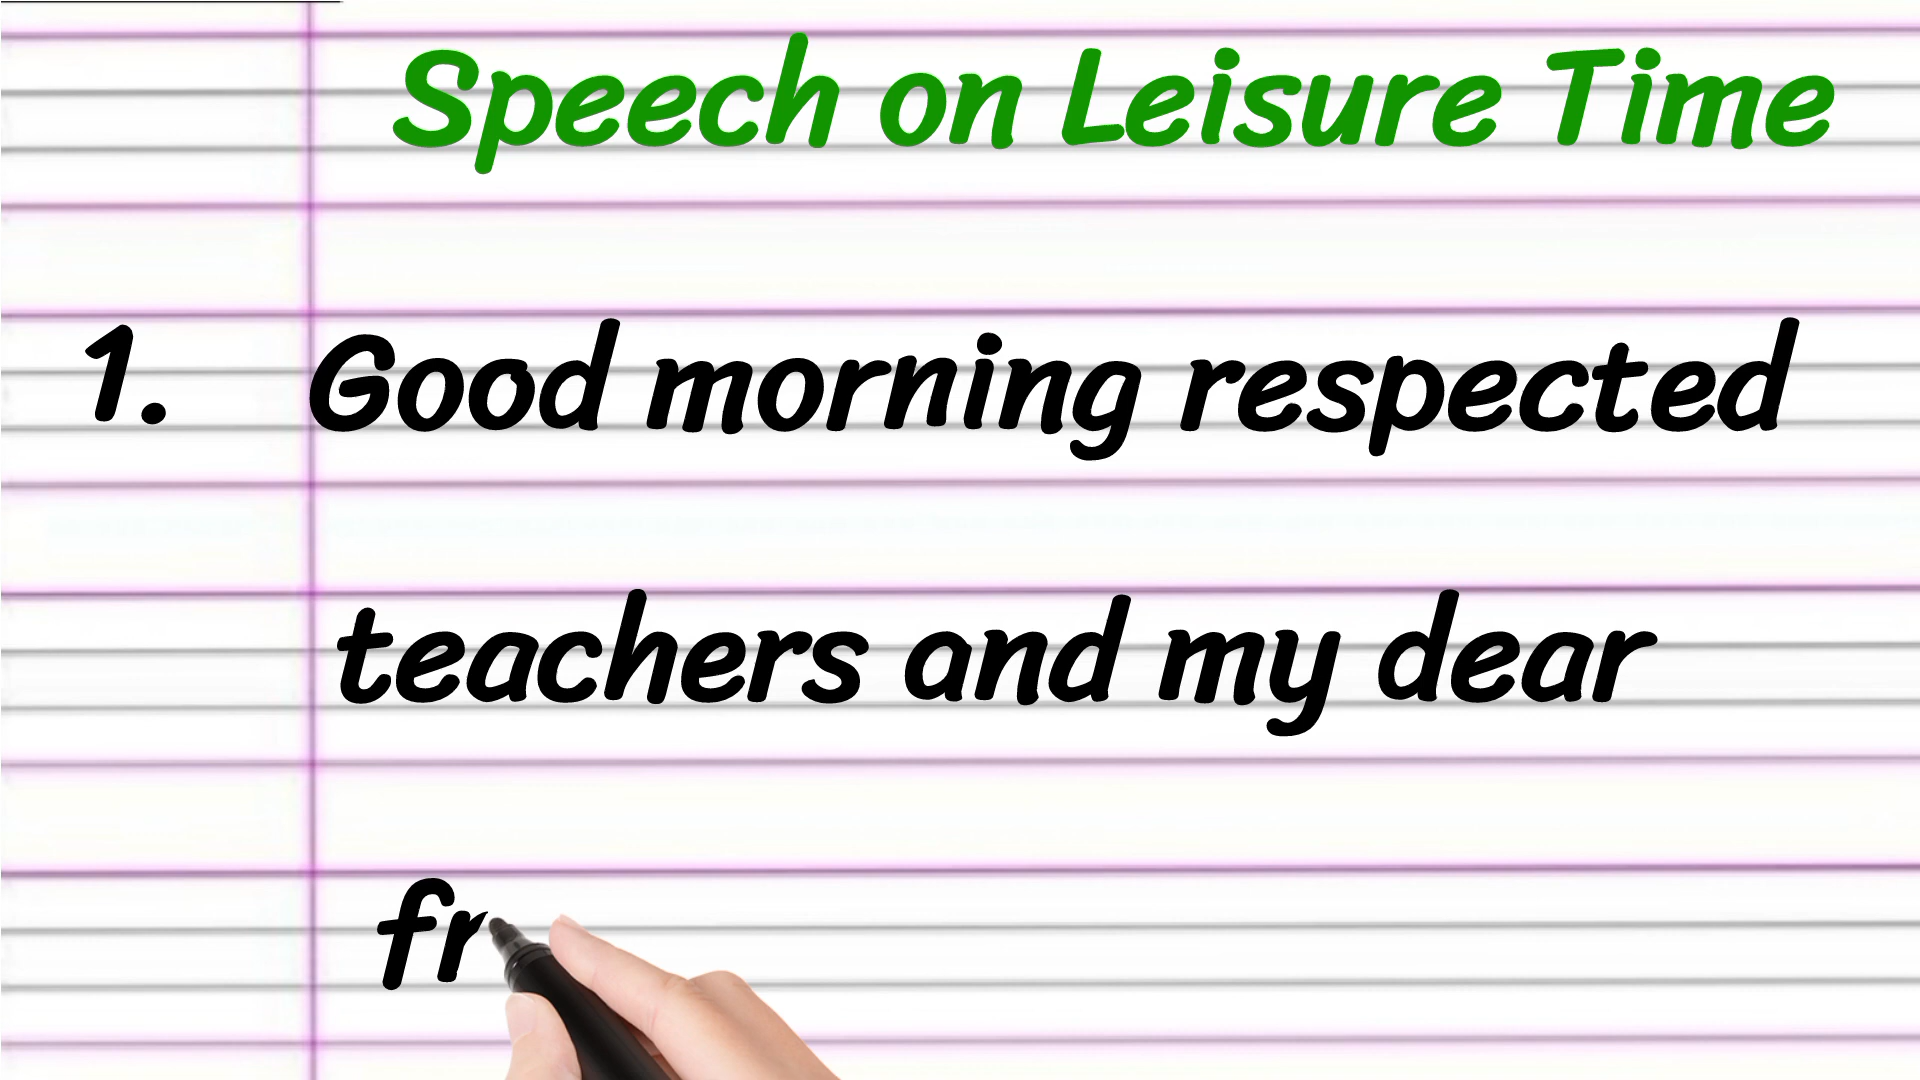 Speech on Leisure Time
1. Good morning respected
teachers and my dear
fr